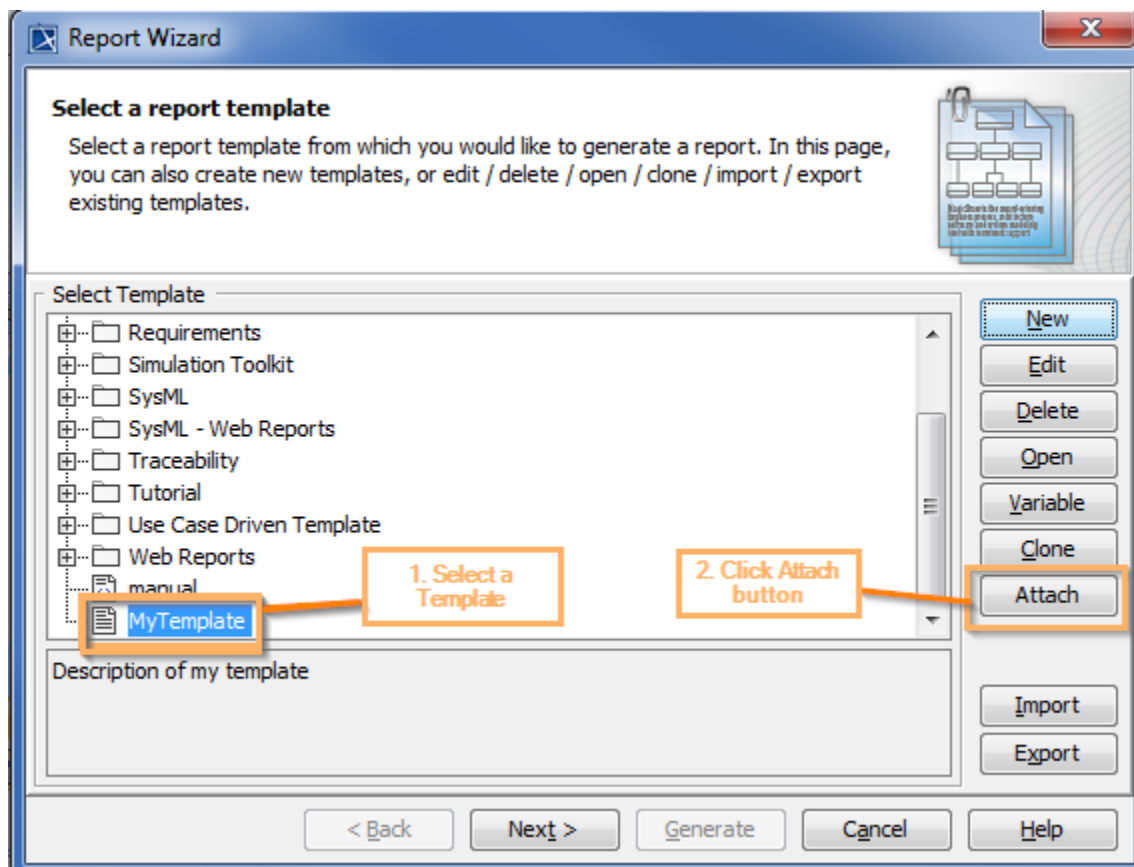 Report Wizard
Select a report template
Select a report template from which you would like to generate a report. In this page,
you can also create new templates, or edit / delete / open / clone / import / export
existing templates.
Select Template
Requirements
Simulation Toolkit
SysML
SysML - Web Reports
Traceability
Tutorial
Use Case Driven Template
Web Reports
manual
MyTemplate
1. Select a
Template
2. Click Attach
button
New
Edit
Delete
Open
Variable
Clone
Attach
Description of my template
Import
Export
< Back
Next >
Generate
Cancel
Help